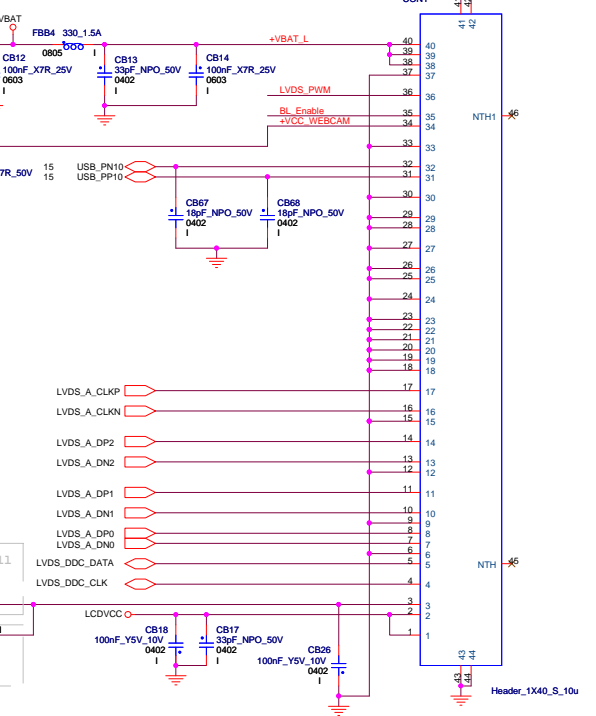 VBAT
FBB4 330_1.5A
0805
I
+VBAT_L
CB12
100nF_X7R_25V
0603
CB13
33pF_NPO_50V
0402
I
CB14
100nF_X7R_25V
0603
I
41
42
41 42
40 40
39 39
38 38
37 37
LVDS_PWM
36 36
BL_Enable
35 35
+VCC_WEBCAM
34 34
NTH1
46
33 33
7R_50V
15 USB_PN10
32 32
15 USB_PP10
31 31
30 30
CB67
18pF_NPO_50V
0402
I
CB68
18pF_NPO_50V
0402
I
29 29
28 28
27 27
26 26
25 25
24 24
23 23
22 22
21 21
20 20
19 19
18 18
LVDS_A_CLKP
17 17
LVDS_A_CLKN
16 16
15 15
LVDS_A_DP2
14 14
LVDS_A_DN2
13 13
12 12
LVDS_A_DP1
11 11
LVDS_A_DN1
10 10
9 9
LVDS_A_DP0
8 8
LVDS_A_DN0
7 7
6 6
LVDS_DDC_DATA
5 5
NTH
45
LVDS_DDC_CLK
4 4
3 3
LCDVCC
2 2
1 1
CB18
100nF_Y5V_10V
0402
I
CB17
33pF_NPO_50V
0402
I
CB26
100nF_Y5V_10V
0402
I
43 44
43
44
Header_1X40_S_10u